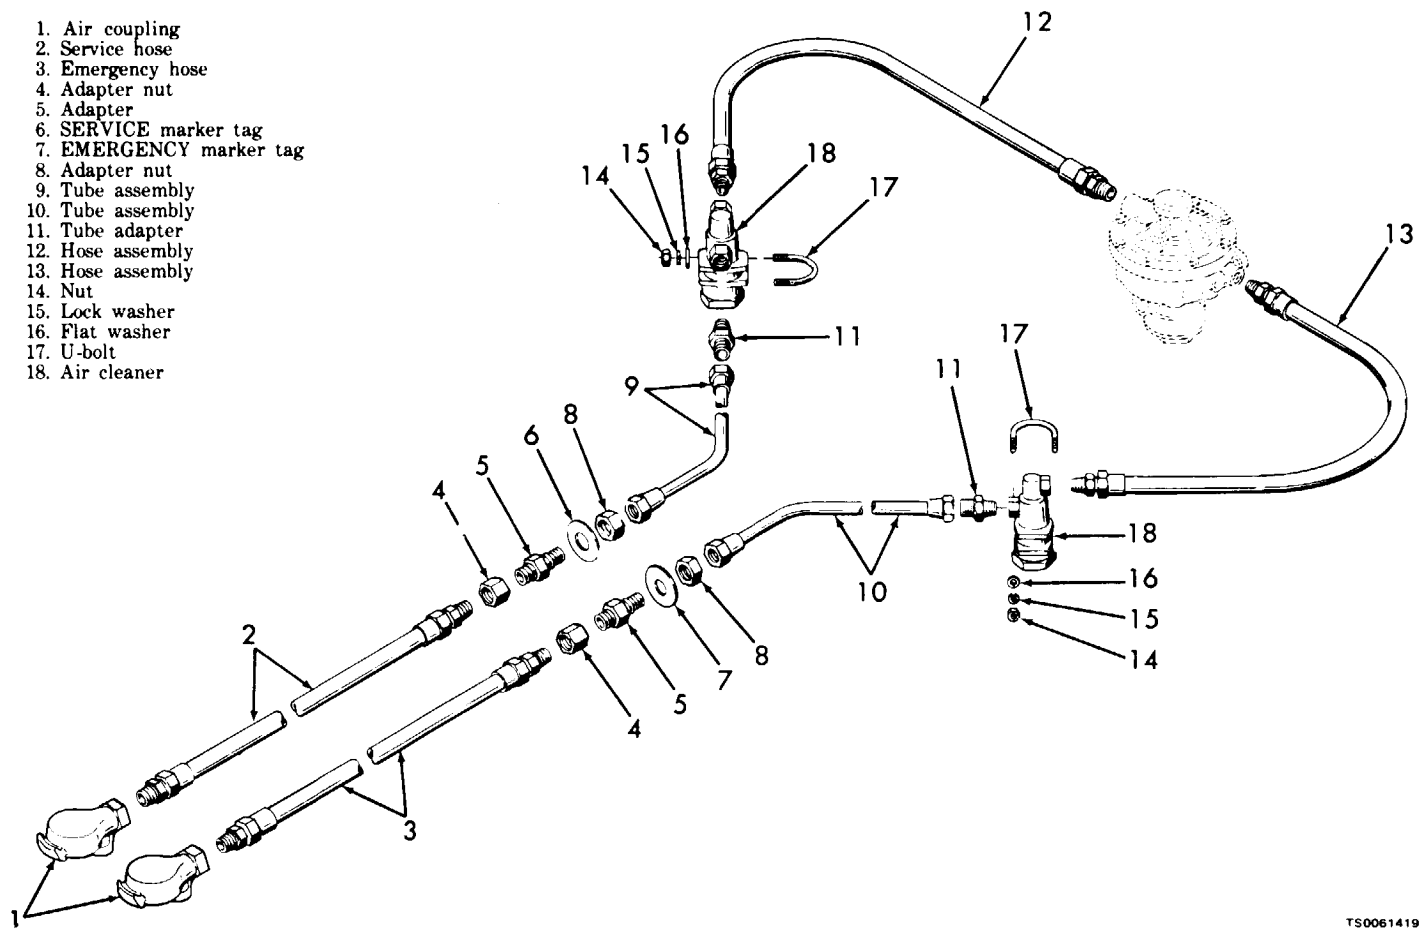 1. Air coupling
2. Service hose
3. Emergency hose
4. Adapter nut
5. Adapter
6. SERVICE marker tag
7. EMERGENCY marker tag
8. Adapter nut
9. Tube assembly
10. Tube assembly
11. Tube adapter
12. Hose assembly
13. Hose assembly
14. Nut
15. Lock washer
16. Flat washer
17. U-bolt
18. Air cleaner
12
16
15
18
14
17
13
11
17
9
11
8
6
5
4
18
16
10
15
2
8
14
7
5
4
3
1
TS0061419